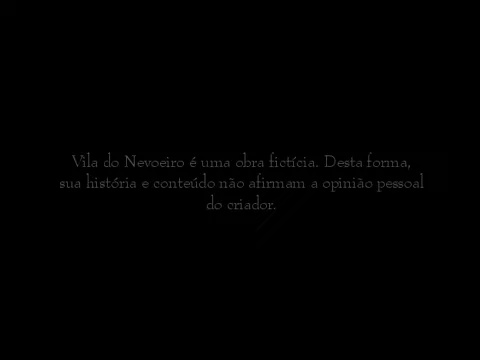 Vila do Nevoeiro é uma obra fictícia. Desta forma,
sua história e conteúdo não afirmam a opinião pessoal
do criador.